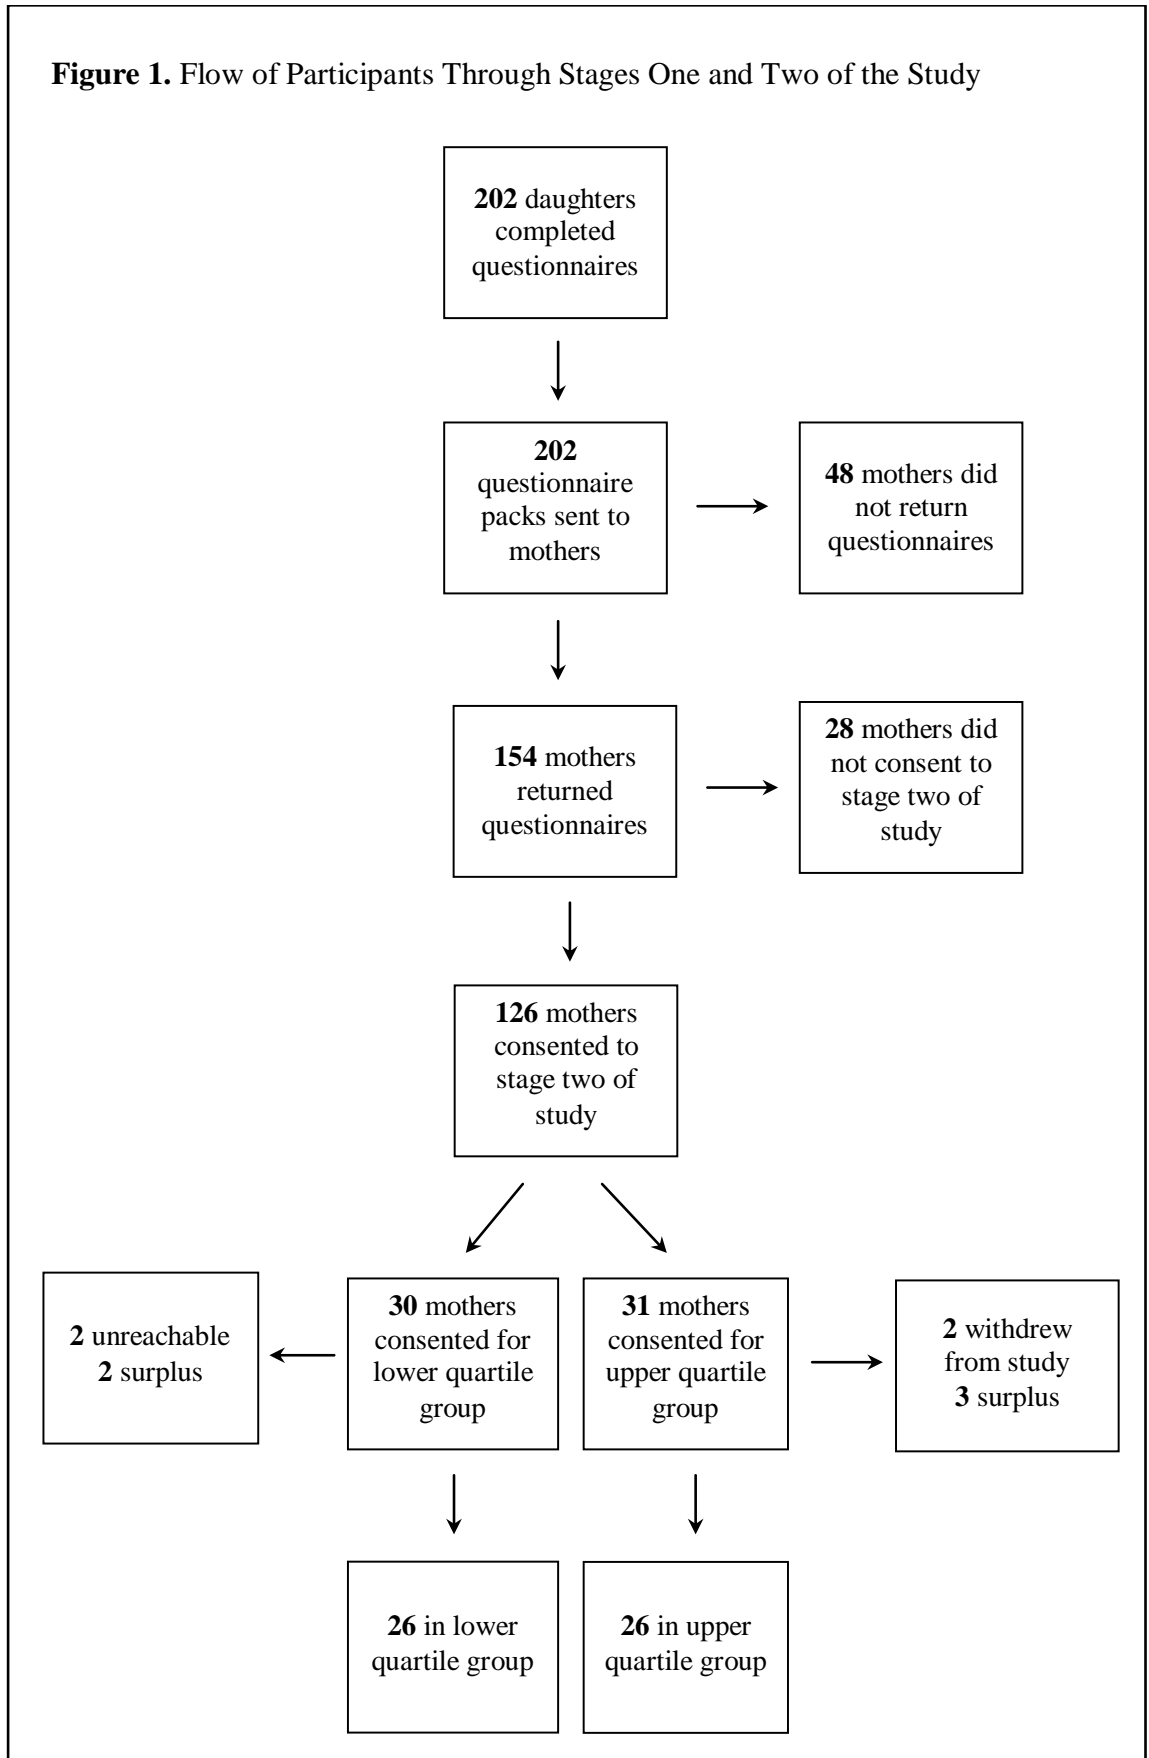 Figure 1. Flow of Participants Through Stages One and Two of the Study
202 daughters
completed
questionnaires
202
questionnaire
packs sent to
mothers
48 mothers did
not return
questionnaires
154 mothers
returned
questionnaires
28 mothers did
not consent to
stage two of
study
126 mothers
consented to
stage two of
study
2 unreachable
2 surplus
30 mothers
consented for
lower quartile
group
31 mothers
consented for
upper quartile
group
2 withdrew
from study
3 surplus
26 in lower
quartile group
26 in upper
quartile group